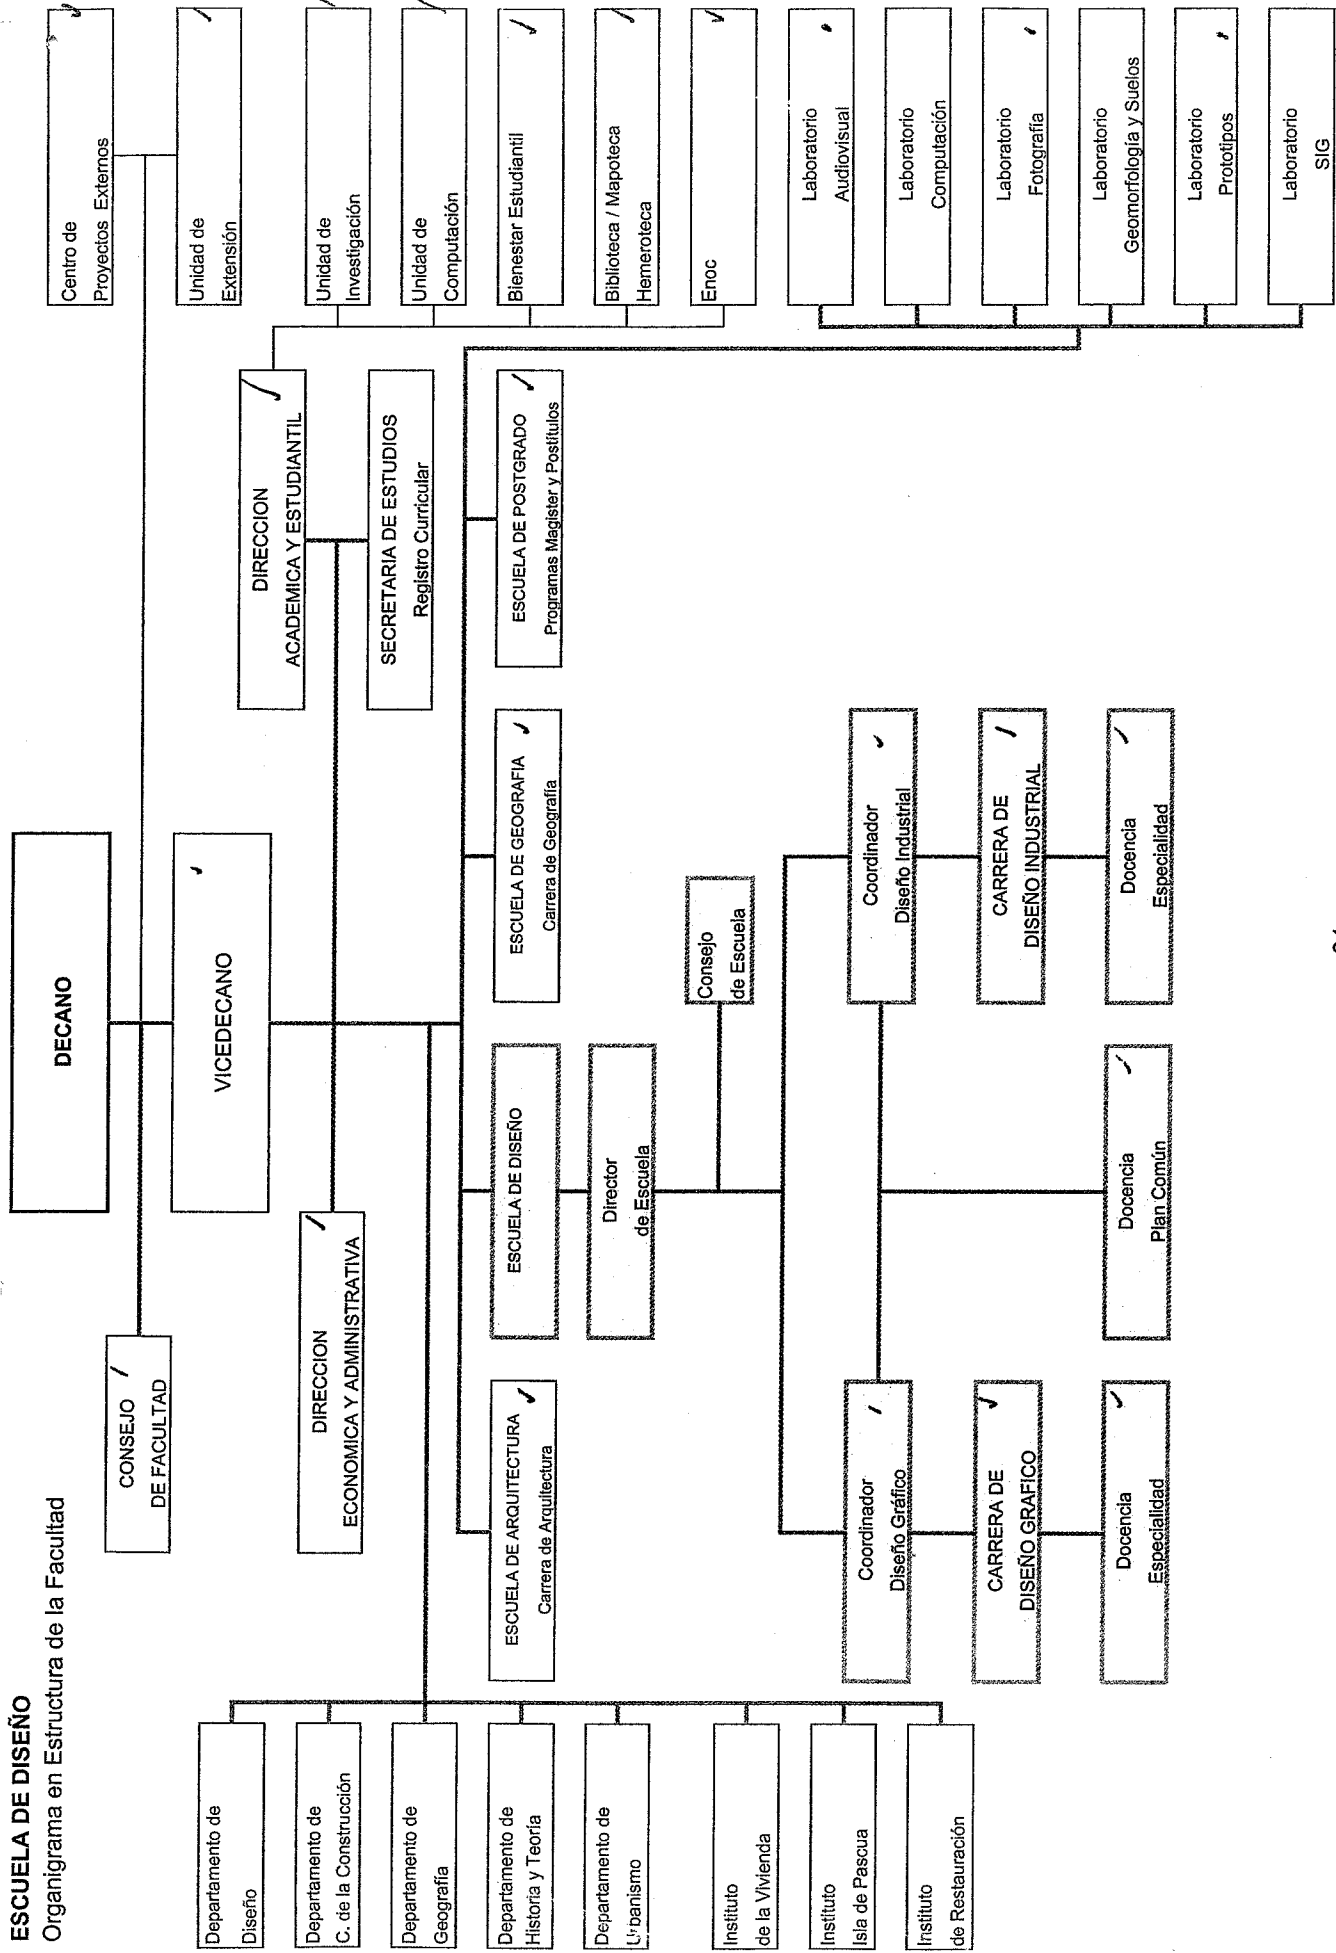 ESCUELA DE DISEÑO
Organigrama en Estructura de la Facultad
DECANO
CONSEJO
DE FACULTAD
VICEDECANO
Centro de
Proyectos Externos
Unidad de
Extensión
DIRECCION
ECONOMICA Y ADMINISTRATIVA
DIRECCION
ACADEMICA Y ESTUDIANTIL
SECRETARIA DE ESTUDIOS
Registro Curricular
Unidad de
Investigación
Unidad de
Computación
Bienestar Estudiantil
Biblioteca / Mapoteca
Hemeroteca
Enoc
Departamento de
Diseño
Departamento de
C. de la Construcción
Departamento de
Geografía
Departamento de
Historia y Teoría
Departamento de
Urbanismo
Instituto
de la Vivienda
Instituto
Isla de Pascua
Instituto
de Restauración
ESCUELA DE ARQUITECTURA
Carrera de Arquitectura
ESCUELA DE DISEÑO
ESCUELA DE GEOGRAFIA
Carrera de Geografía
ESCUELA DE POSTGRADO
Programas Magister y Postítulos
Director
de Escuela
Consejo
de Escuela
Coordinador
Diseño Gráfico
Coordinador
Diseño Industrial
CARRERA DE
DISEÑO GRAFICO
CARRERA DE
DISEÑO INDUSTRIAL
Docencia
Especialidad
Docencia
Plan Común
Docencia
Especialidad
Laboratorio
Audiovisual
Laboratorio
Computación
Laboratorio
Fotografía
Laboratorio
Geomorfología y Suelos
Laboratorio
Prototipos
Laboratorio
SIG